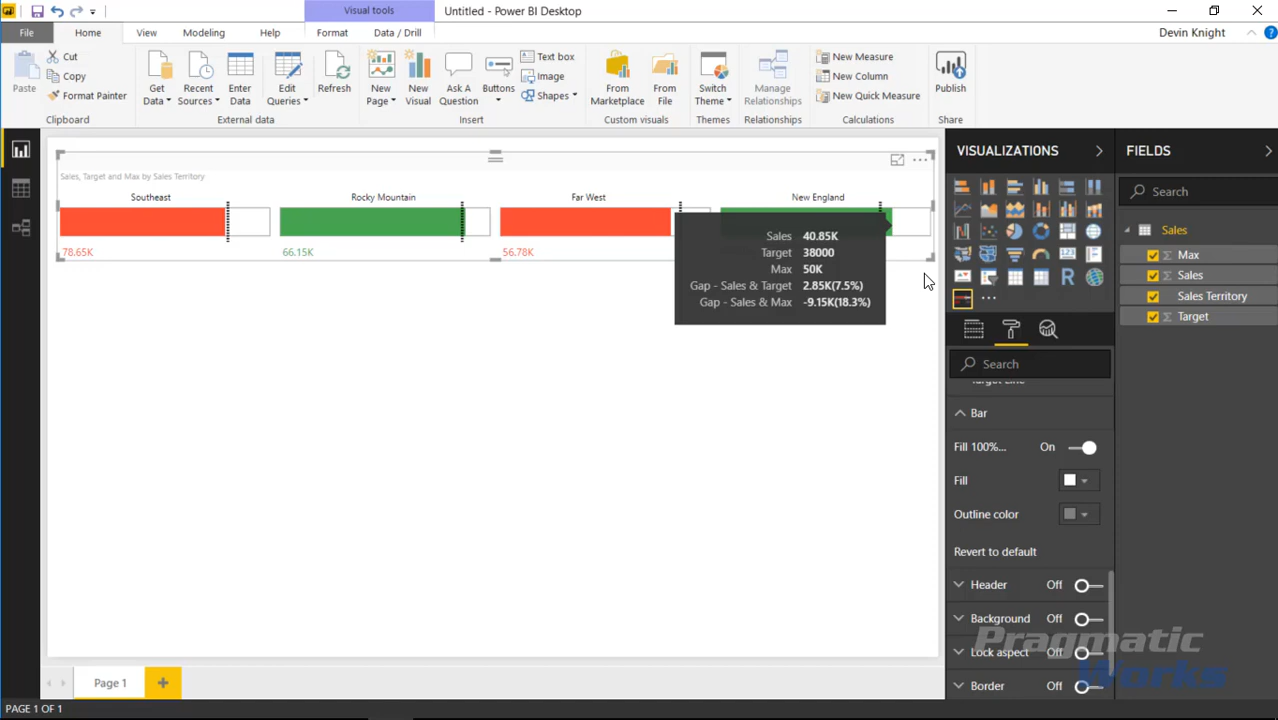 Visual tools
Untitled - Power BI Desktop
File
Home
View
Modeling
Help
Format
Data / Drill
Devin Knight
Paste
Cut
Copy
Format Painter
Clipboard
Get Data
Recent Sources
Enter Data
Edit Queries
Refresh
External data
New Page
New Visual
Ask A Question
Buttons
Text box
Image
Shapes
Insert
From Marketplace
From File
Custom visuals
Switch Theme
Themes
Manage Relationships
Relationships
New Measure
New Column
New Quick Measure
Calculations
Publish
Share
Sales, Target and Max by Sales Territory
Southeast
Rocky Mountain
Far West
New England
78.65K
66.15K
56.78K
Sales 40.85K
Target 38000
Max 50K
Gap - Sales & Target 2.85K(7.5%)
Gap - Sales & Max -9.15K(18.3%)
VISUALIZATIONS
R
Search
Target Line
Bar
Fill 100%... On
Fill
Outline color
Revert to default
Header Off
Background Off
Lock aspect Off
Border Off
FIELDS
Search
Sales
Σ Max
Σ Sales
Sales Territory
Σ Target
Pragmatic
Works
Page 1
PAGE 1 OF 1